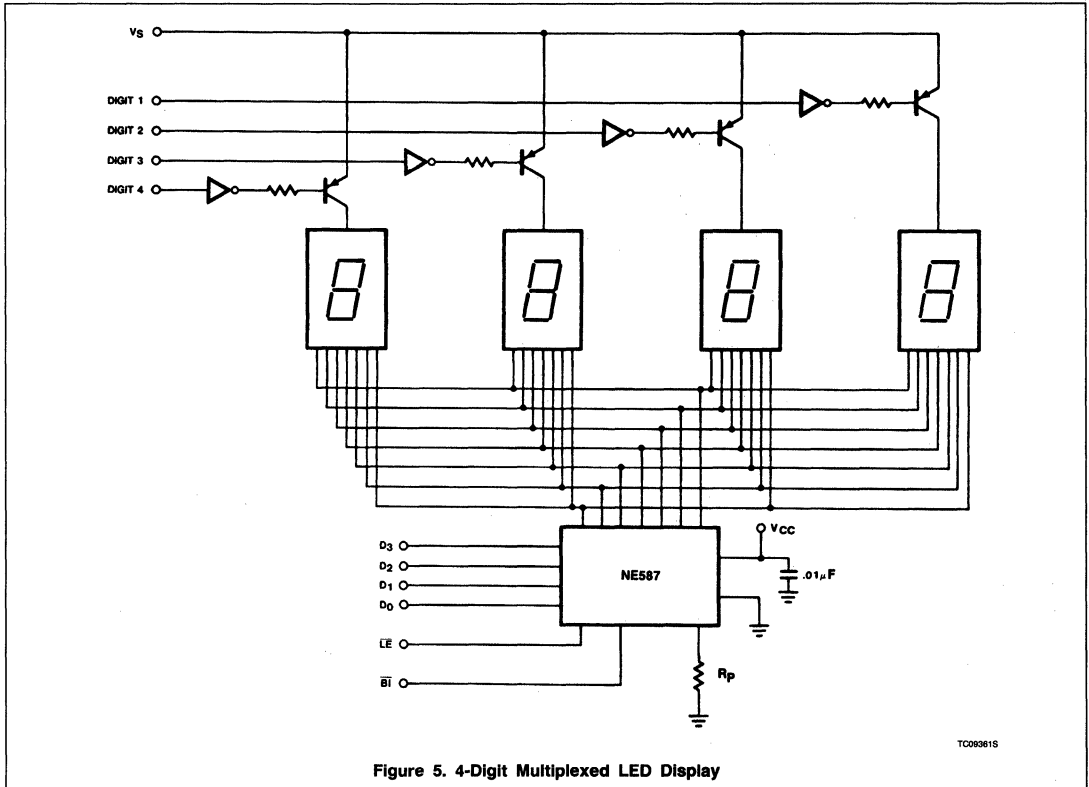 VS
DIGIT 1
DIGIT 2
DIGIT 3
DIGIT 4
VCC
D3
D2
D1
D0
NE587
.01μF
LE
BI
RP
TC09361S
Figure 5. 4-Digit Multiplexed LED Display